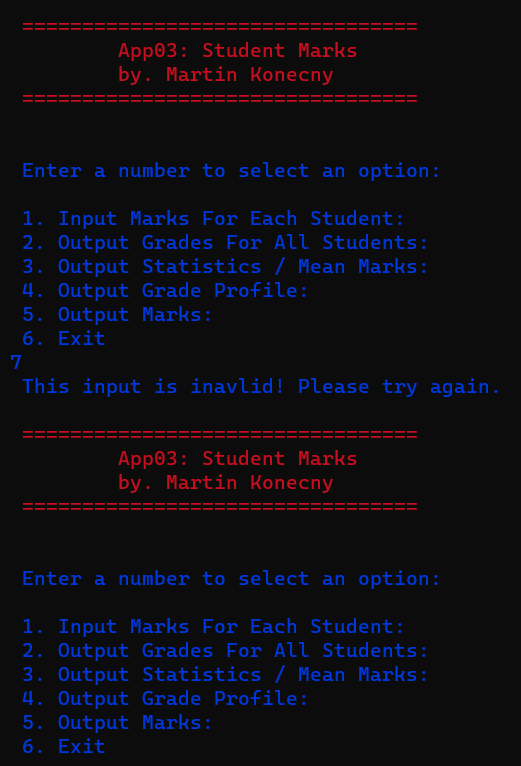 =================================
App03: Student Marks
by. Martin Konecny
=================================
Enter a number to select an option:
1. Input Marks For Each Student:
2. Output Grades For All Students:
3. Output Statistics / Mean Marks:
4. Output Grade Profile:
5. Output Marks:
6. Exit
7
This input is inavlid! Please try again.
=================================
App03: Student Marks
by. Martin Konecny
=================================
Enter a number to select an option:
1. Input Marks For Each Student:
2. Output Grades For All Students:
3. Output Statistics / Mean Marks:
4. Output Grade Profile:
5. Output Marks:
6. Exit